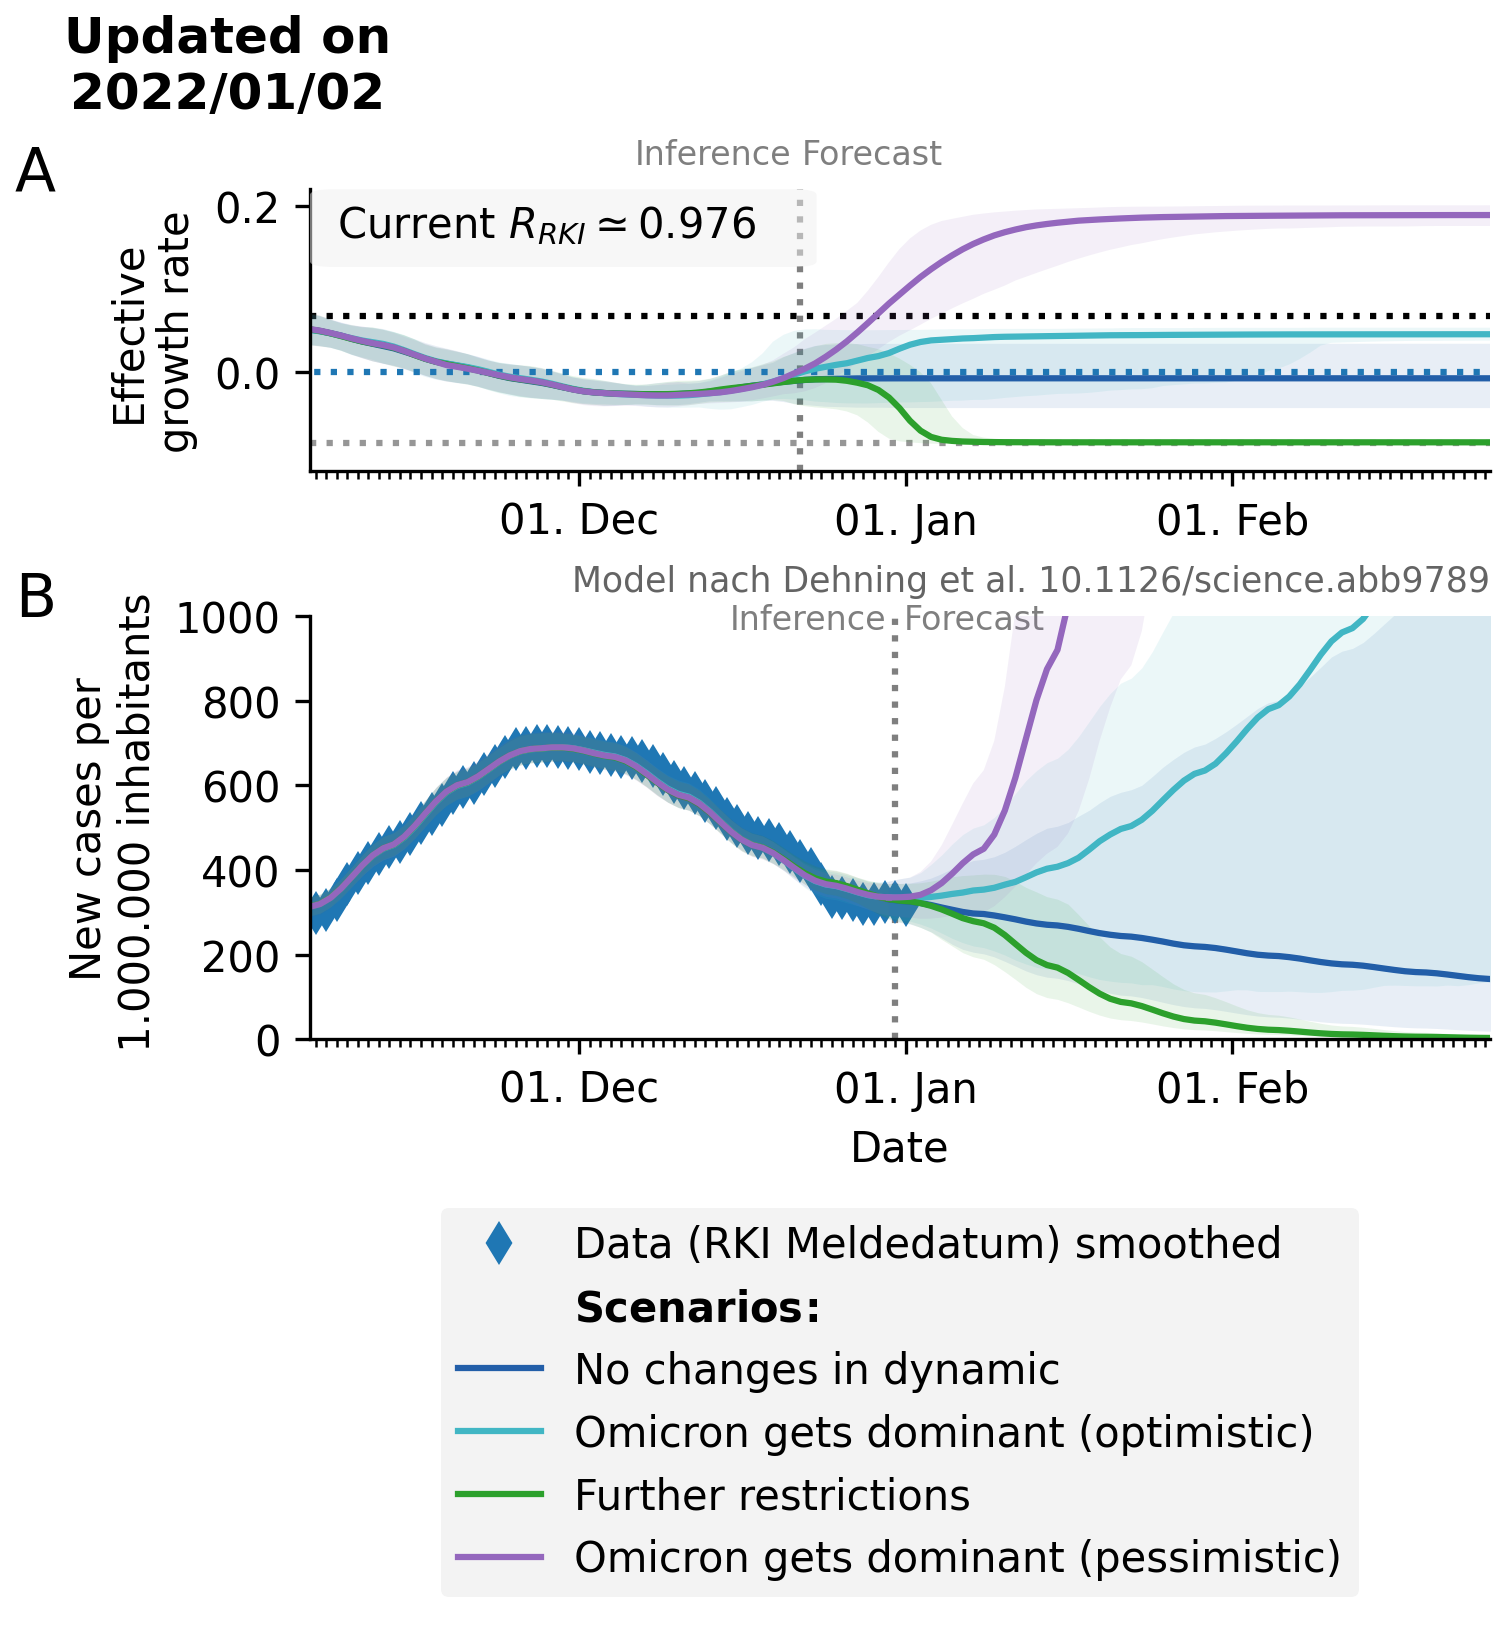 Updated on
2022/01/02
A
Inference Forecast
Current R_RKI ≃ 0.976
Effective
growth rate
0.2
0.0
01. Dec
01. Jan
01. Feb
B
Model nach Dehning et al. 10.1126/science.abb9789
Inference Forecast
New cases per
1.000.000 inhabitants
1000
800
600
400
200
0
01. Dec
01. Jan
01. Feb
Date
Data (RKI Meldedatum) smoothed
Scenarios:
No changes in dynamic
Omicron gets dominant (optimistic)
Further restrictions
Omicron gets dominant (pessimistic)